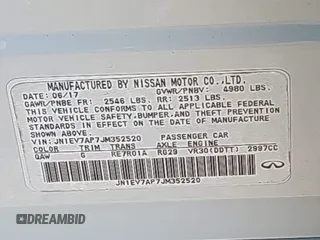 MANUFACTURED BY NISSAN MOTOR CO., LTD.
DATE: 06/17 GVWR/PNBV: 4980 LBS.
GAWR/PNBE FR: 2546 LBS. RR: 2513 LBS.
THIS VEHICLE CONFORMS TO ALL APPLICABLE FEDERAL
MOTOR VEHICLE SAFETY, BUMPER, AND THEFT PREVENTION
STANDARDS IN EFFECT ON THE DATE OF MANUFACTURE
SHOWN ABOVE.
VIN: JN1EV7AP7JM352520 PASSENGER CAR
COLOR TRIM TRANS AXLE ENGINE
QAW G RE7R01A RG29 VR30(DDTT) 2997CC
JN1EV7AP7JM352520
DREAMBID